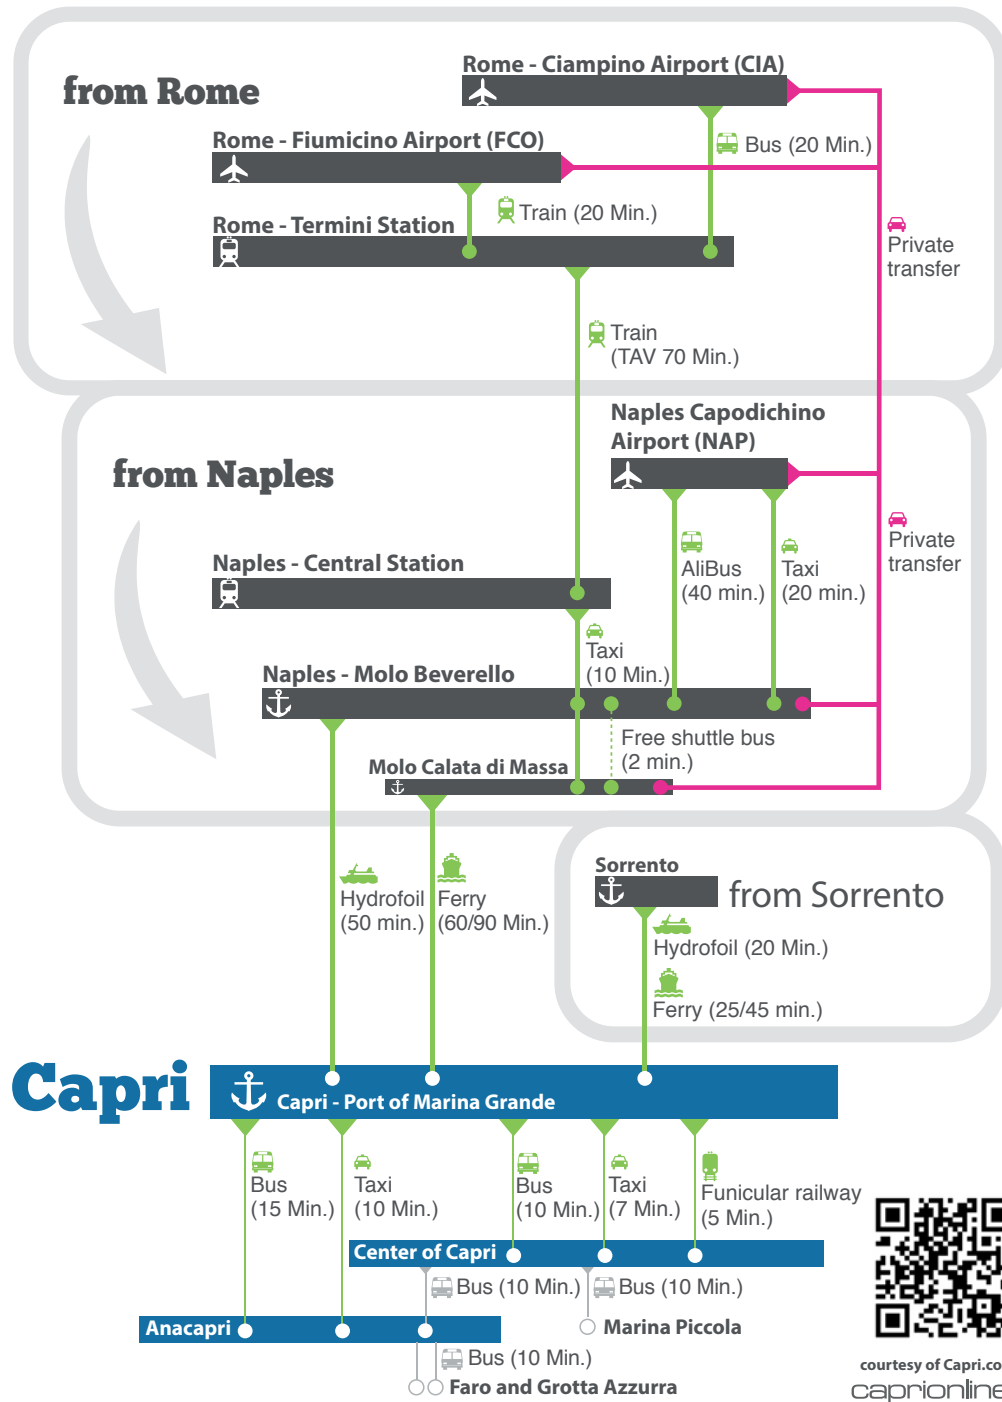 from Rome
Rome - Ciampino Airport (CIA)
Bus (20 Min.)
Rome - Fiumicino Airport (FCO)
Train (20 Min.)
Rome - Termini Station
Private
transfer
Train
(TAV 70 Min.)
from Naples
Naples Capodichino
Airport (NAP)
Private
transfer
AliBus
(40 min.)
Taxi
(20 min.)
Naples - Central Station
Taxi
(10 Min.)
Naples - Molo Beverello
Free shuttle bus
(2 min.)
Molo Calata di Massa
Hydrofoil
(50 min.)
Ferry
(60/90 Min.)
Sorrento
from Sorrento
Hydrofoil (20 Min.)
Ferry (25/45 min.)
Capri
Capri - Port of Marina Grande
Bus
(15 Min.)
Taxi
(10 Min.)
Bus
(10 Min.)
Taxi
(7 Min.)
Funicular railway
(5 Min.)
Center of Capri
Bus (10 Min.)
Bus (10 Min.)
Anacapri
Marina Piccola
Bus (10 Min.)
Faro and Grotta Azzurra
courtesy of Capri.co
caprionline